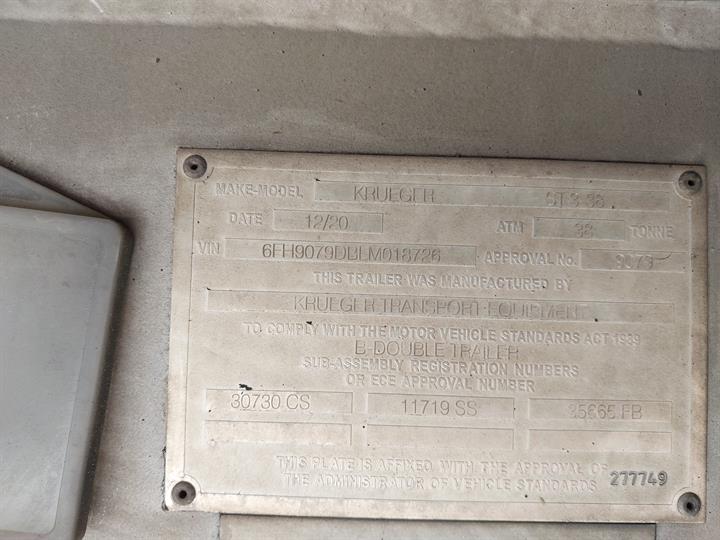 MAKE-MODEL KRUEGER ST 3 38
DATE 12/20 ATM 38 TONNE
VIN 6FH9079DBLM018726 APPROVAL No.
THIS TRAILER WAS MANUFACTURED BY
KRUEGER TRANSPORT EQUIPMENT
TO COMPLY WITH THE MOTOR VEHICLE STANDARDS ACT 1989
B-DOUBLE TRAILER
SUB-ASSEMBLY REGISTRATION NUMBERS
OR ECE APPROVAL NUMBER
30730 CS 11719 SS 35665 FB
THIS PLATE IS AFFIXED WITH THE APPROVAL OF
THE ADMINISTRATOR OF VEHICLE STANDARDS 277749